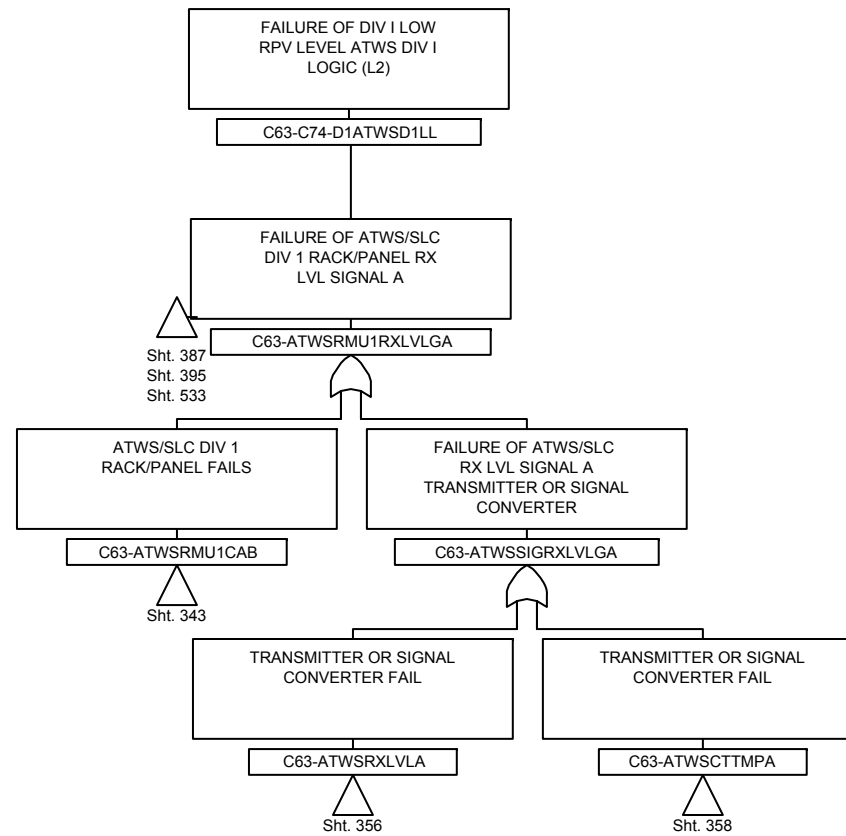 FAILURE OF DIV I LOW
RPV LEVEL ATWS DIV I
LOGIC (L2)
C63-C74-D1ATWSD1LL
FAILURE OF ATWS/SLC
DIV 1 RACK/PANEL RX
LVL SIGNAL A
C63-ATWSRMU1RXLVLGA
Sht. 387
Sht. 395
Sht. 533
ATWS/SLC DIV 1
RACK/PANEL FAILS
C63-ATWSRMU1CAB
Sht. 343
FAILURE OF ATWS/SLC
RX LVL SIGNAL A
TRANSMITTER OR SIGNAL
CONVERTER
C63-ATWSSIGRXLVLGA
TRANSMITTER OR SIGNAL
CONVERTER FAIL
C63-ATWSRXLVLA
Sht. 356
TRANSMITTER OR SIGNAL
CONVERTER FAIL
C63-ATWSCTTMPA
Sht. 358